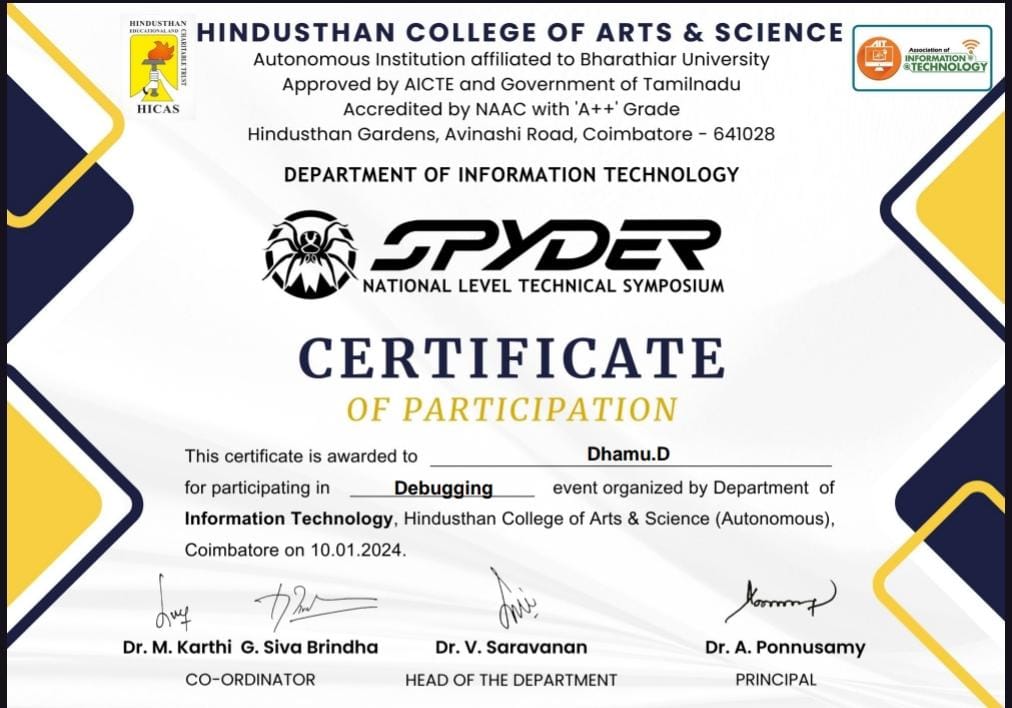 HINDUSTHAN
EDUCATIONAL AND
CHARITABLE TRUST
HICAS
HINDUSTHAN COLLEGE OF ARTS & SCIENCE
Autonomous Institution affiliated to Bharathiar University
Approved by AICTE and Government of Tamilnadu
Accredited by NAAC with 'A++' Grade
Hindusthan Gardens, Avinashi Road, Coimbatore - 641028
AIT
Association of
INFORMATION
TECHNOLOGY
DEPARTMENT OF INFORMATION TECHNOLOGY
SPYDER
NATIONAL LEVEL TECHNICAL SYMPOSIUM
CERTIFICATE
OF PARTICIPATION
This certificate is awarded to Dhamu.D
for participating in Debugging event organized by Department of
Information Technology, Hindusthan College of Arts & Science (Autonomous),
Coimbatore on 10.01.2024.
Dr. M. Karthi G. Siva Brindha Dr. V. Saravanan Dr. A. Ponnusamy
CO-ORDINATOR HEAD OF THE DEPARTMENT PRINCIPAL